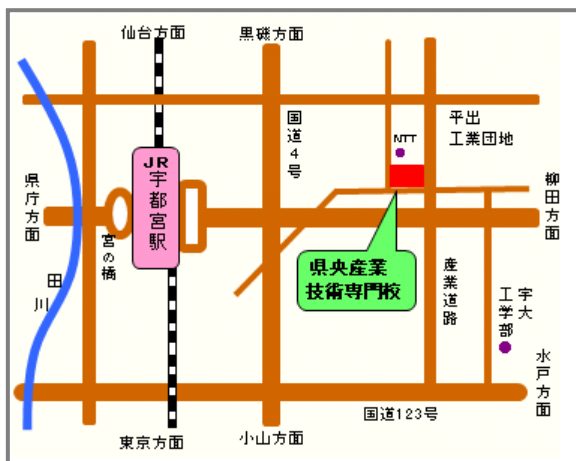 仙台方面
黒磯方面
国道4号
平出
工業団地
NTT
県庁方面
JR
宇都宮駅
柳田方面
宮の橋
田川
県央産業
技術専門校
産業道路
宇大
工学部
水戸方面
国道123号
東京方面
小山方面